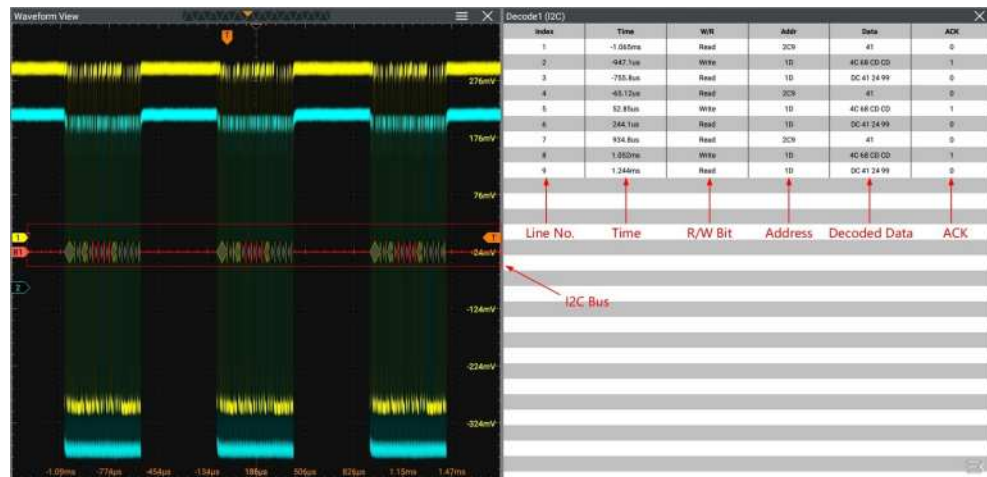 Waveform View
T
276mV
176mV
76mV
1
T
B1
-24mV
2
-124mV
-224mV
-324mV
-1.09ms -774µs -454µs -134µs 186µs 506µs 826µs 1.15ms 1.47ms
Decode1 (I2C)
Index Time W/R Addr Data ACK
1 -1.065ms Read 2C9 41 0
2 -947.1us Write 1D 4C 68 CD CD 1
3 -755.8us Read 1D DC 41 24 99 0
4 -65.12us Read 2C9 41 0
5 52.85us Write 1D 4C 68 CD CD 1
6 244.1us Read 1D DC 41 24 99 0
7 934.8us Read 2C9 41 0
8 1.052ms Write 1D 4C 68 CD CD 1
9 1.244ms Read 1D DC 41 24 99 0
Line No. Time R/W Bit Address Decoded Data ACK
I2C Bus